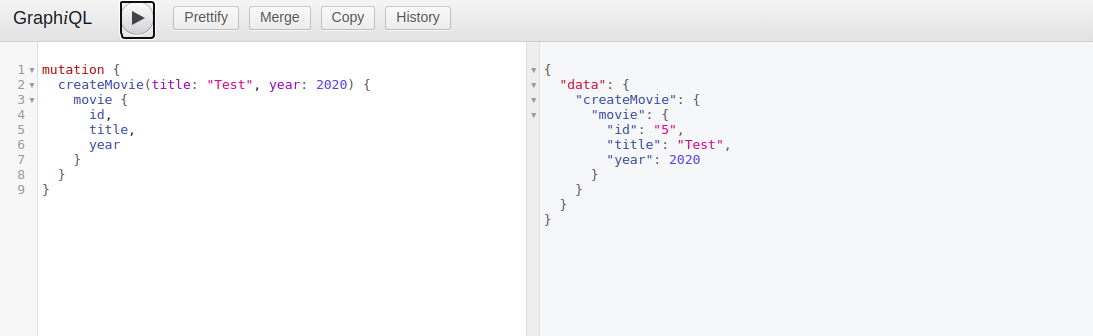 GraphiQL Prettify Merge Copy History
1 mutation {
2 createMovie(title: "Test", year: 2020) {
3 movie {
4 id,
5 title,
6 year
7 }
8 }
9 }
{
"data": {
"createMovie": {
"movie": {
"id": "5",
"title": "Test",
"year": 2020
}
}
}
}